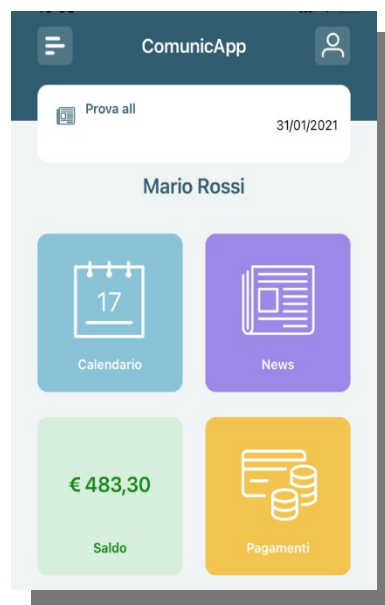 ComunicApp
Prova all
31/01/2021
Mario Rossi
17
Calendario
News
€ 483,30
Saldo
Pagamenti